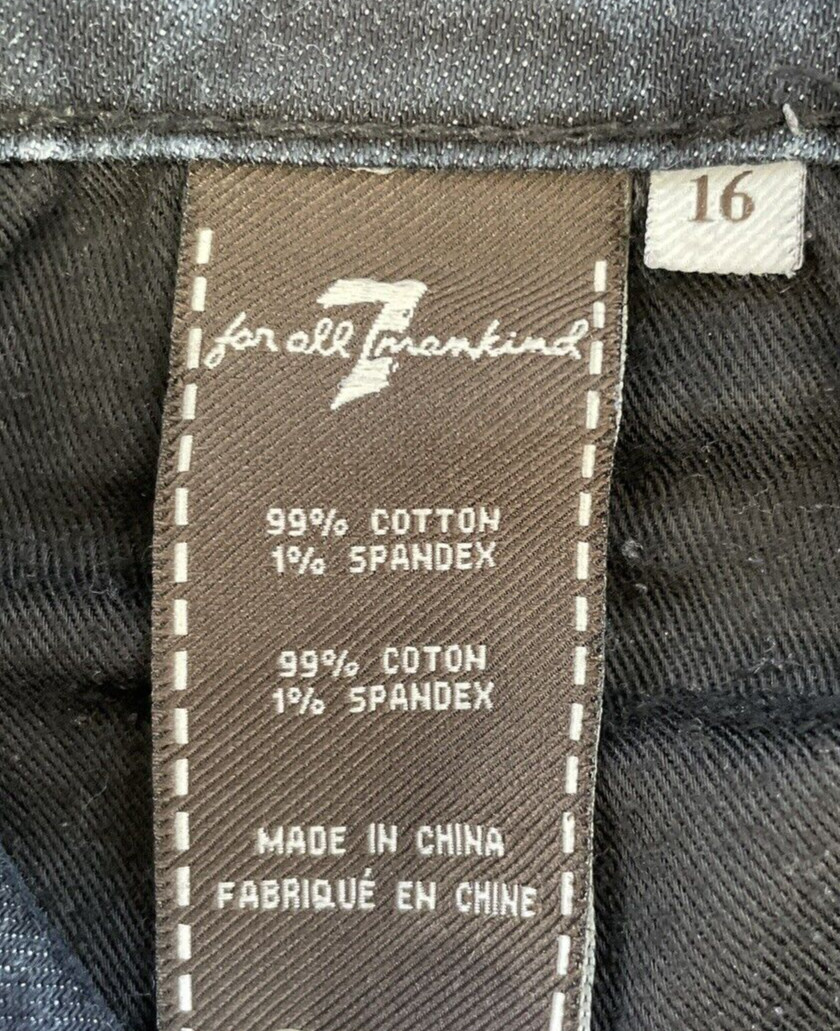 16
for all 7 mankind
99% COTTON
1% SPANDEX
99% COTON
1% SPANDEX
MADE IN CHINA
FABRIQUÉ EN CHINE